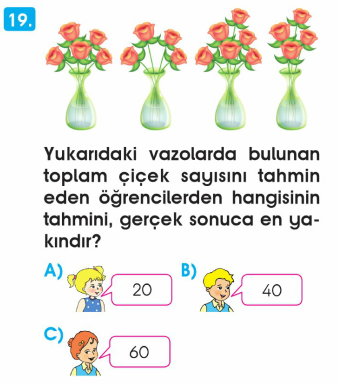 19.
Yukarıdaki vazolarda bulunan
toplam çiçek sayısını tahmin
eden öğrencilerden hangisinin
tahmini, gerçek sonuca en ya-
kındır?
A) 20 B) 40
C) 60